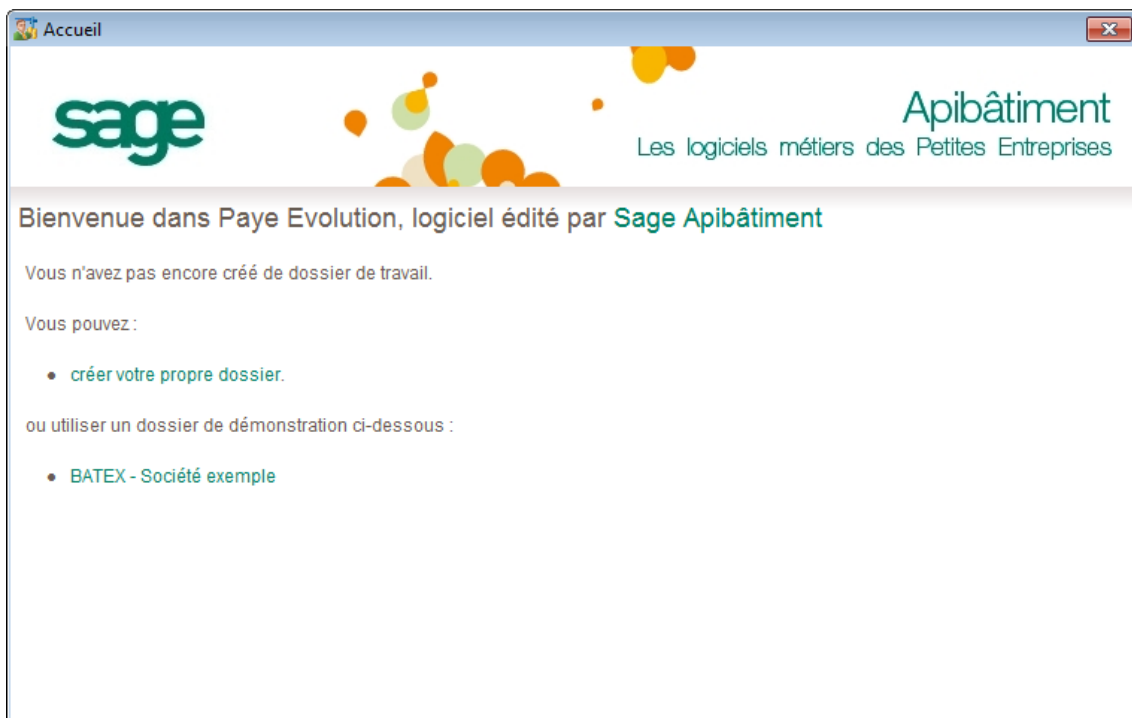 Accueil
sage
Apibâtiment
Les logiciels métiers des Petites Entreprises
Bienvenue dans Paye Evolution, logiciel édité par Sage Apibâtiment
Vous n'avez pas encore créé de dossier de travail.
Vous pouvez :
• créer votre propre dossier.
ou utiliser un dossier de démonstration ci-dessous :
• BATEX - Société exemple